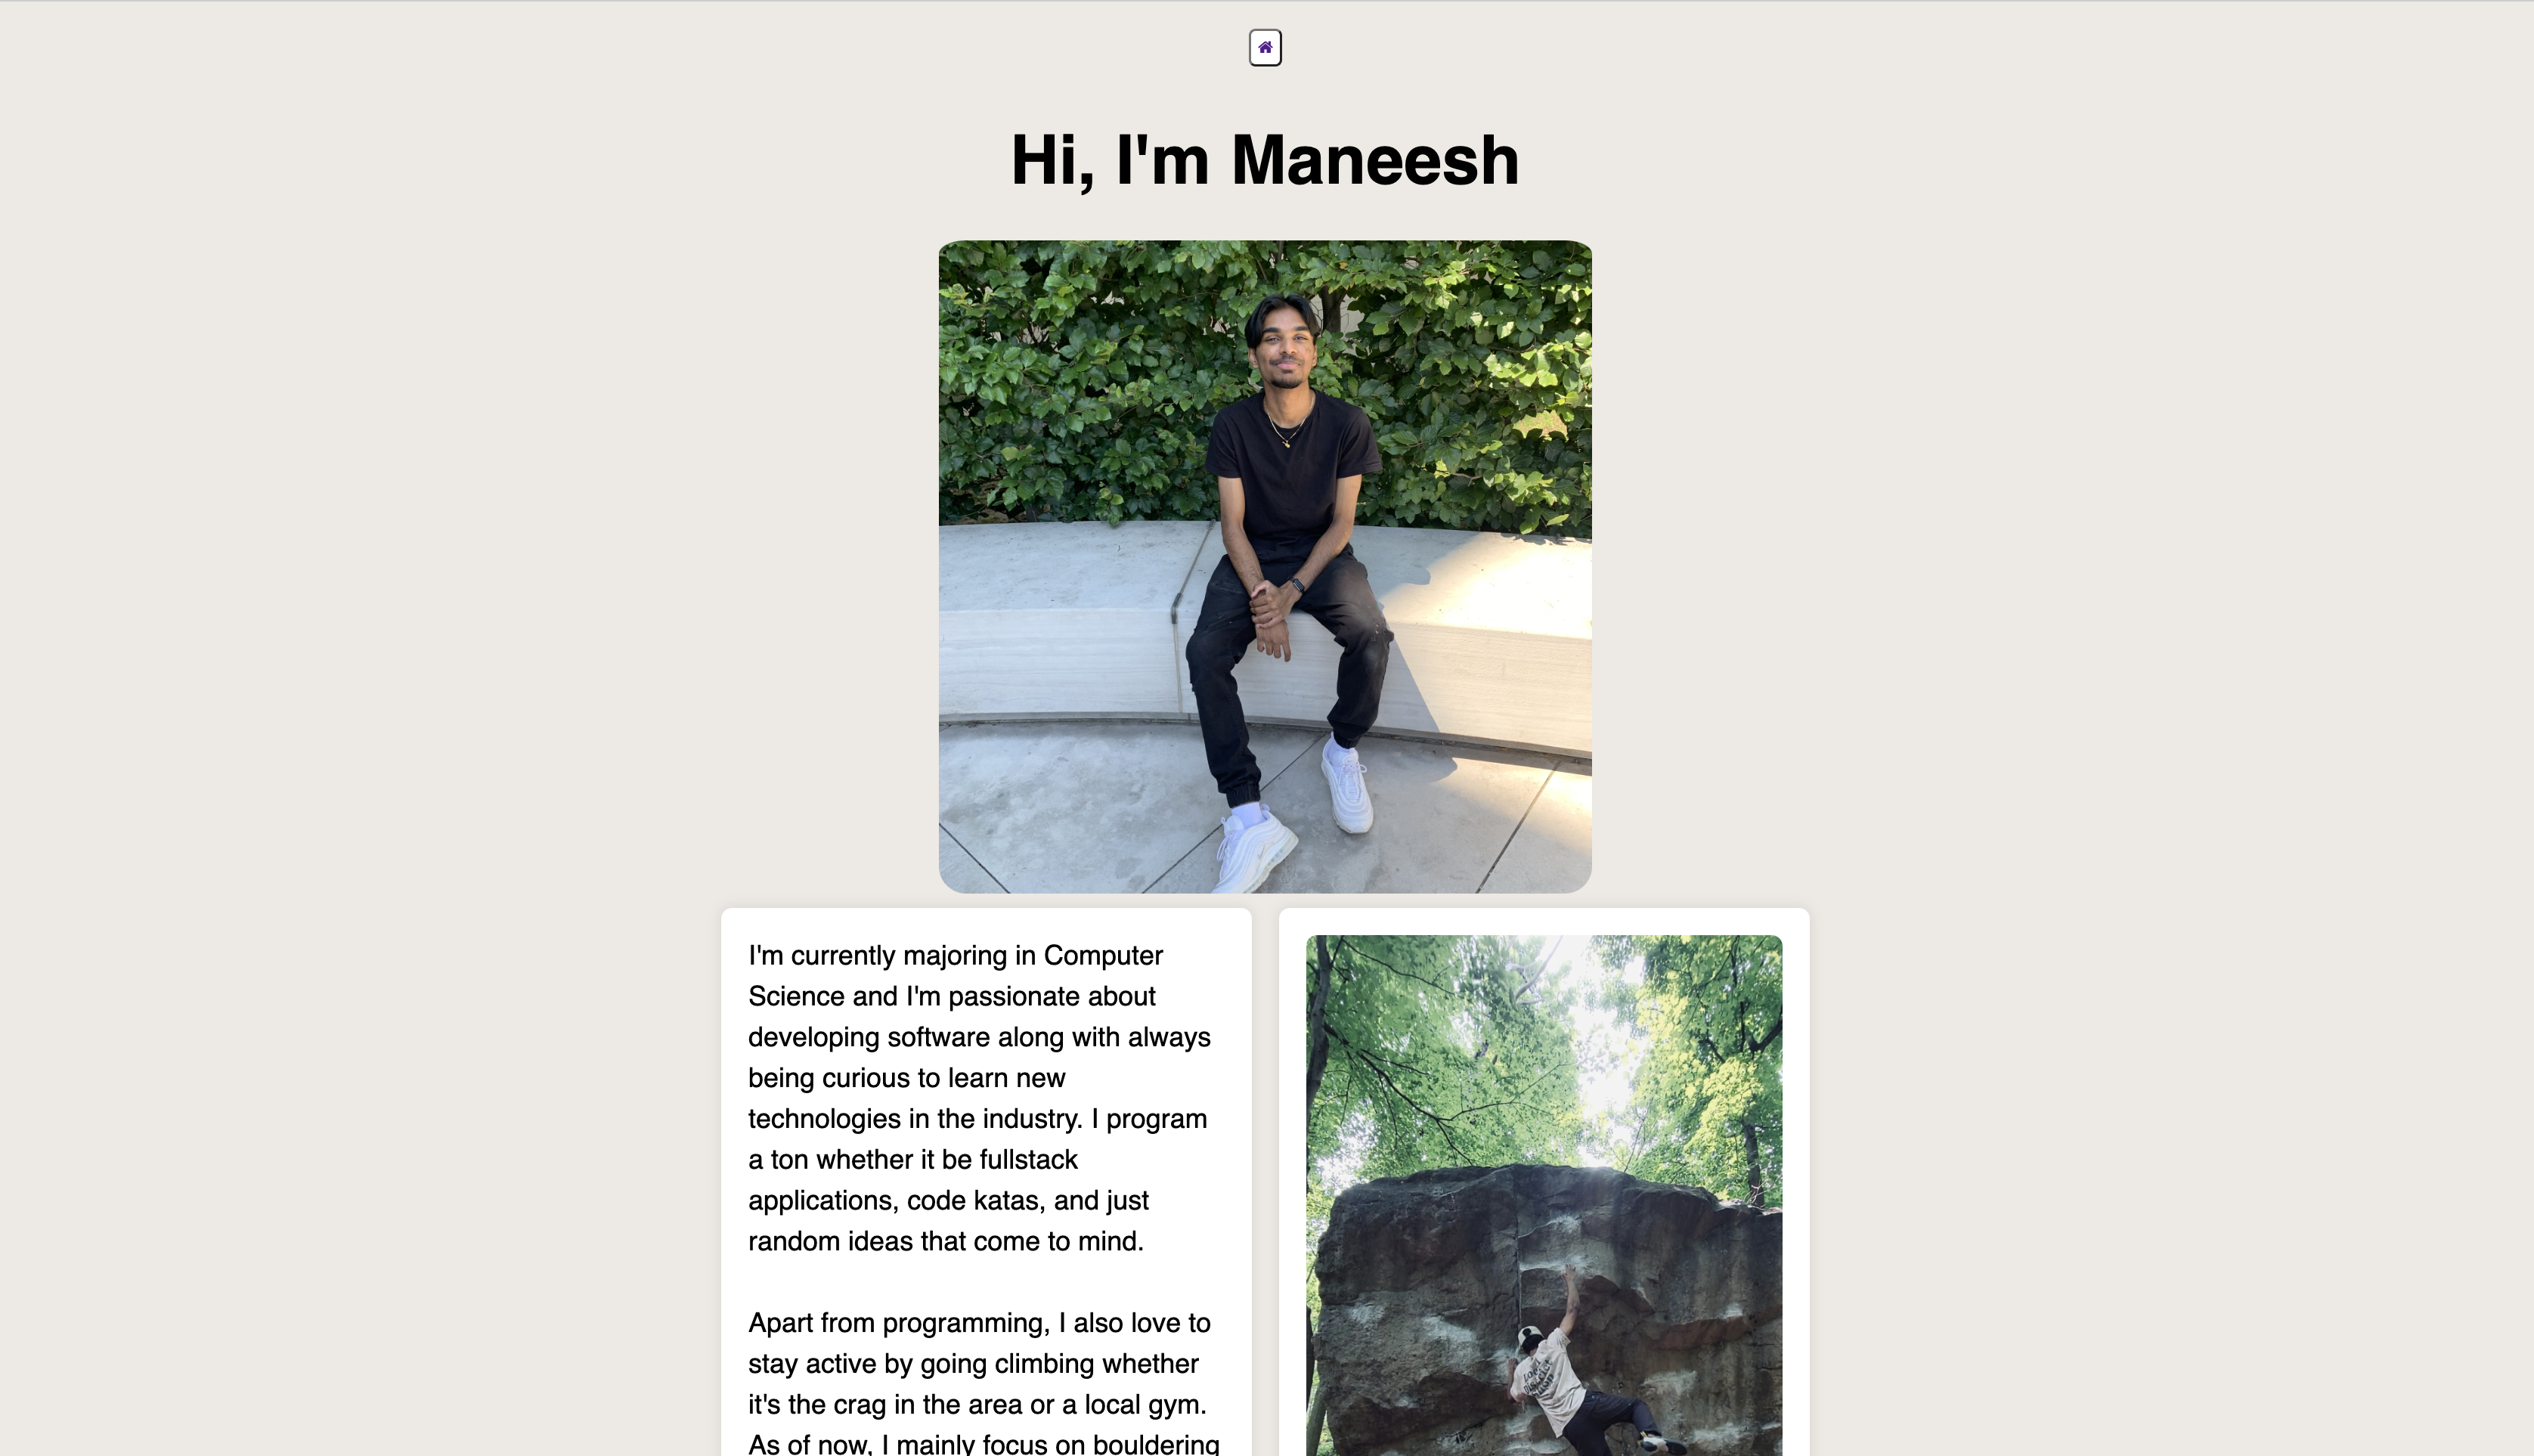 Hi, I'm Maneesh
I'm currently majoring in Computer
Science and I'm passionate about
developing software along with always
being curious to learn new
technologies in the industry. I program
a ton whether it be fullstack
applications, code katas, and just
random ideas that come to mind.
Apart from programming, I also love to
stay active by going climbing whether
it's the crag in the area or a local gym.
As of now, I mainly focus on bouldering